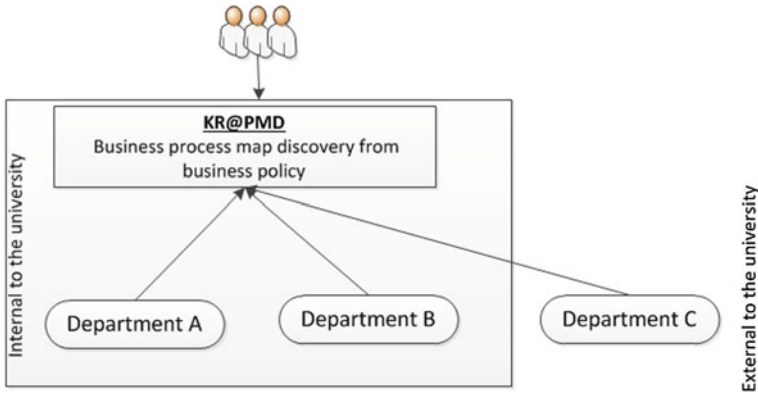 KR@PMD
Business process map discovery from
business policy
Internal to the university
Department A
Department B
Department C
External to the university